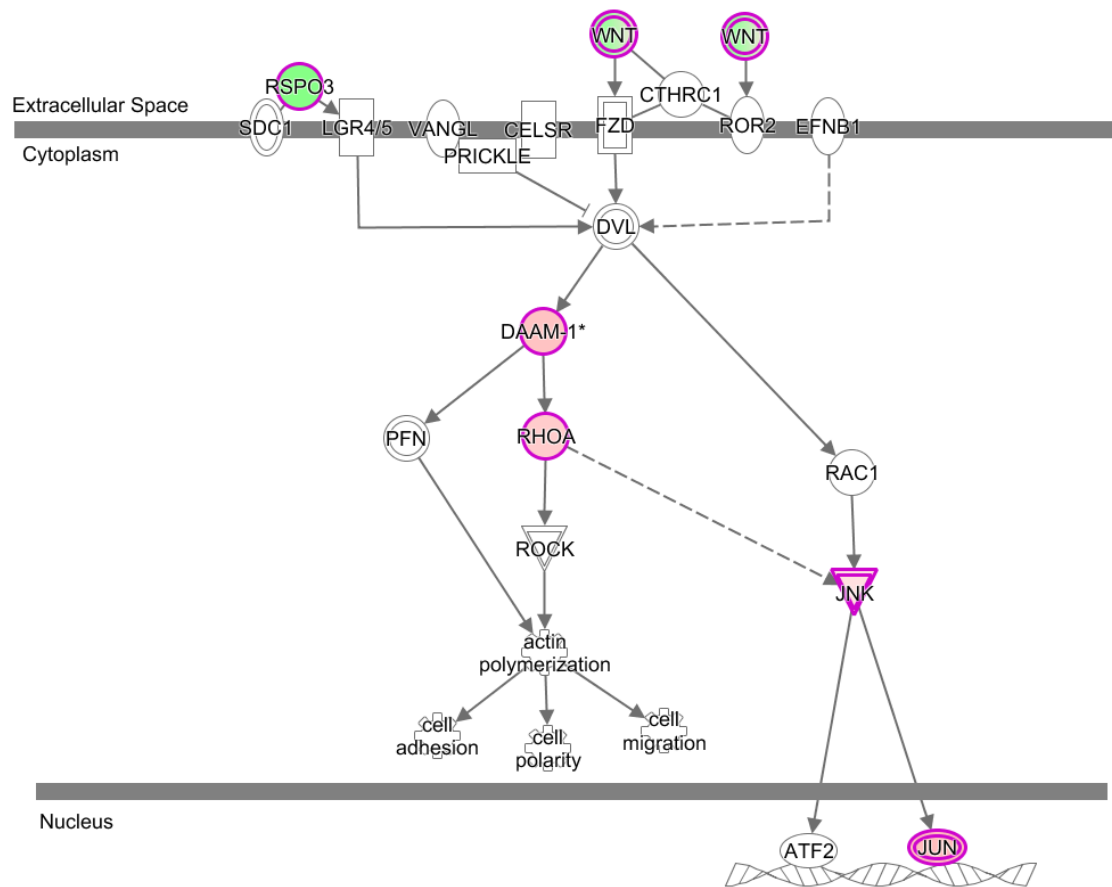 WNT
WNT
RSPO3
CTHRC1
Extracellular Space
SDC1
LGR4/5
VANGL
CELSR
FZD
ROR2
EFNB1
Cytoplasm
PRICKLE
DVL
DAAM-1*
PFN
RHOA
RAC1
ROCK
JNK
actin
polymerization
cell
adhesion
cell
polarity
cell
migration
Nucleus
ATF2
JUN